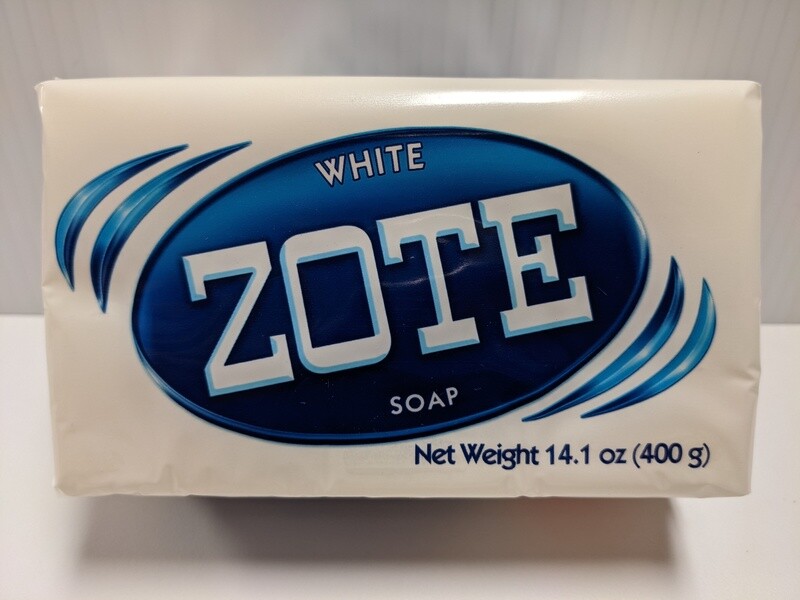 WHITE
ZOTE
SOAP
Net Weight 14.1 oz (400 g)